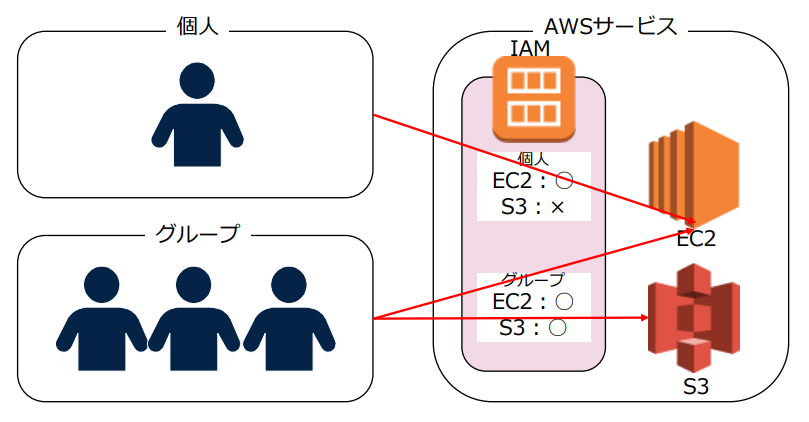 個人
グループ
AWSサービス
IAM
個人
EC2：○
S3：×
グループ
EC2：○
S3：○
EC2
S3